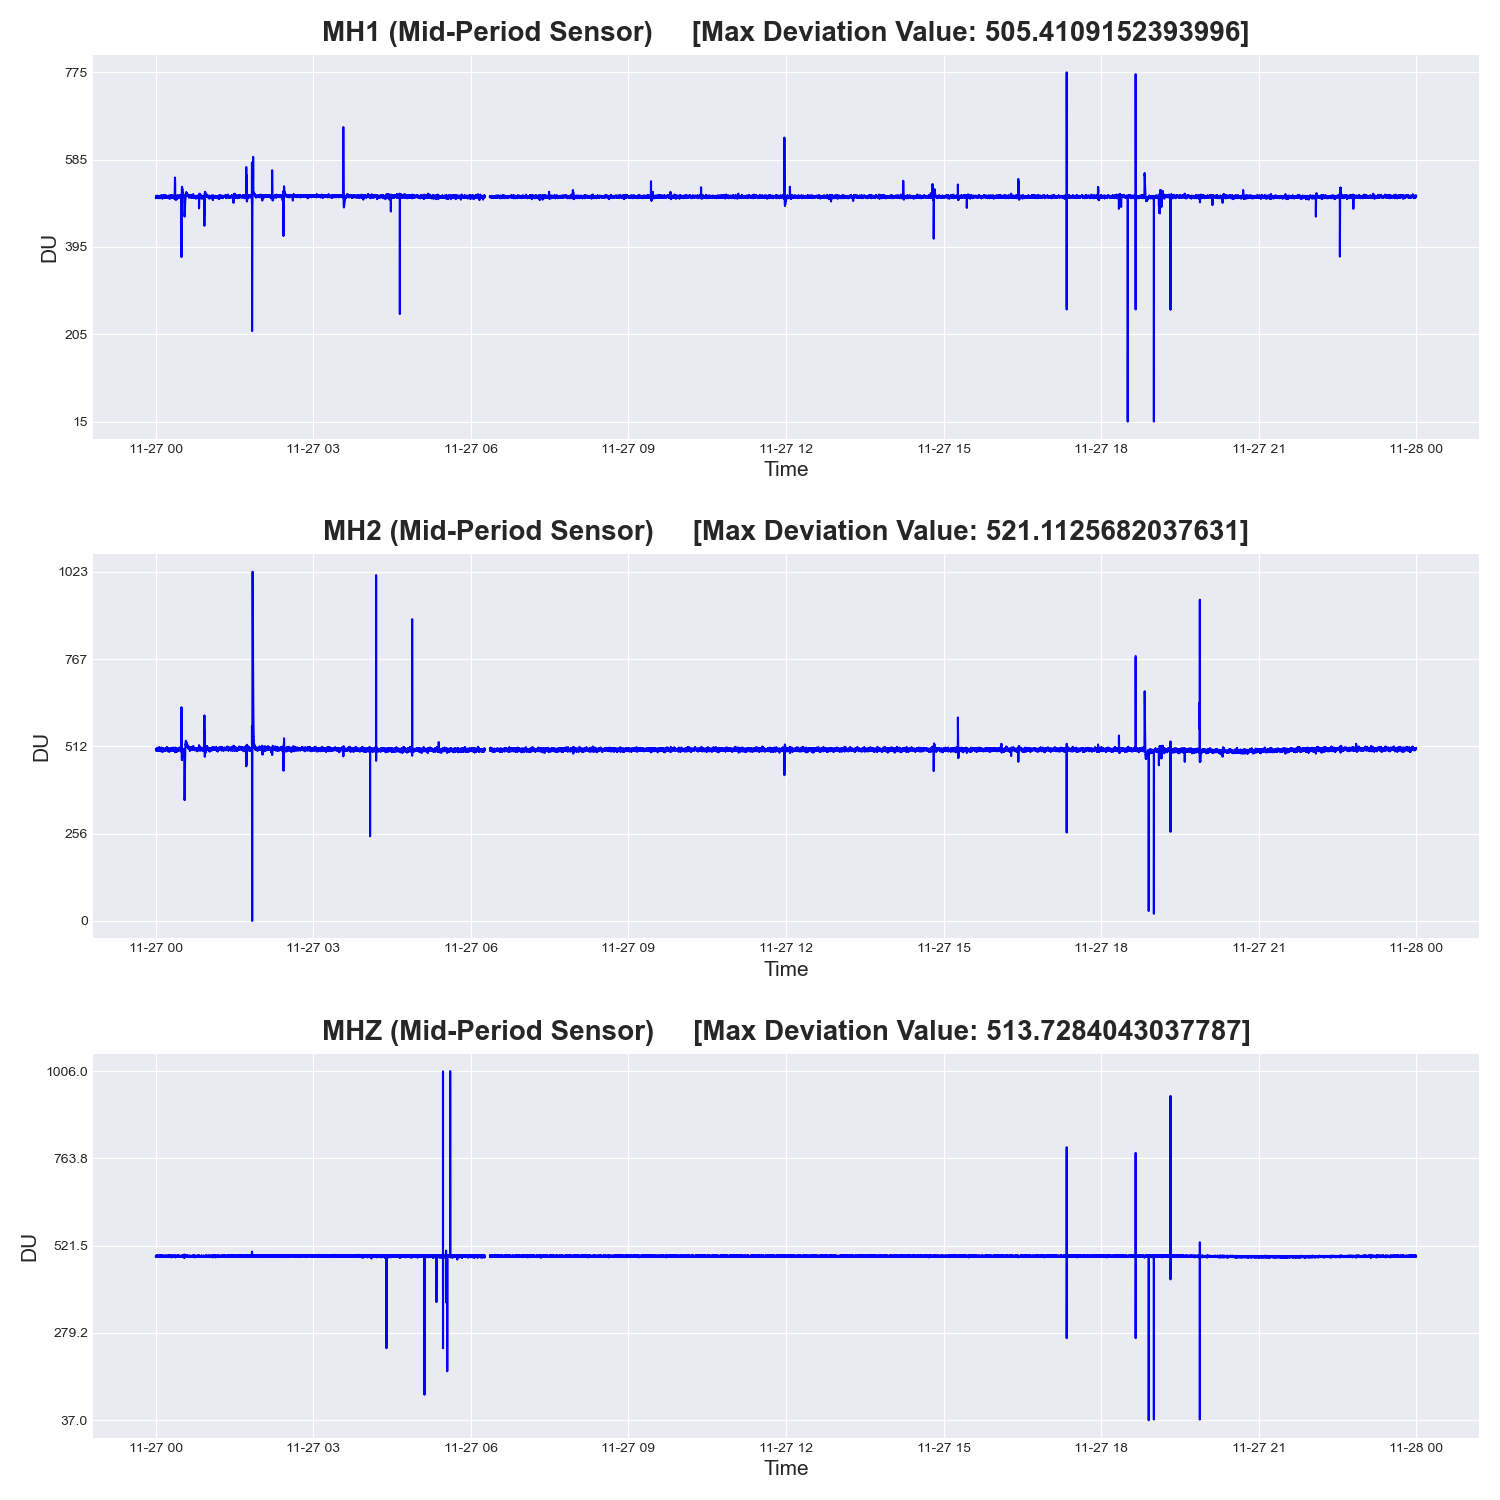 MH1 (Mid-Period Sensor) [Max Deviation Value: 505.4109152393996]
775
585
395
205
15
DU
11-27 00 11-27 03 11-27 06 11-27 09 11-27 12 11-27 15 11-27 18 11-27 21 11-28 00
Time
MH2 (Mid-Period Sensor) [Max Deviation Value: 521.1125682037631]
1023
767
512
256
0
DU
11-27 00 11-27 03 11-27 06 11-27 09 11-27 12 11-27 15 11-27 18 11-27 21 11-28 00
Time
MHZ (Mid-Period Sensor) [Max Deviation Value: 513.7284043037787]
1006.0
763.8
521.5
279.2
37.0
DU
11-27 00 11-27 03 11-27 06 11-27 09 11-27 12 11-27 15 11-27 18 11-27 21 11-28 00
Time